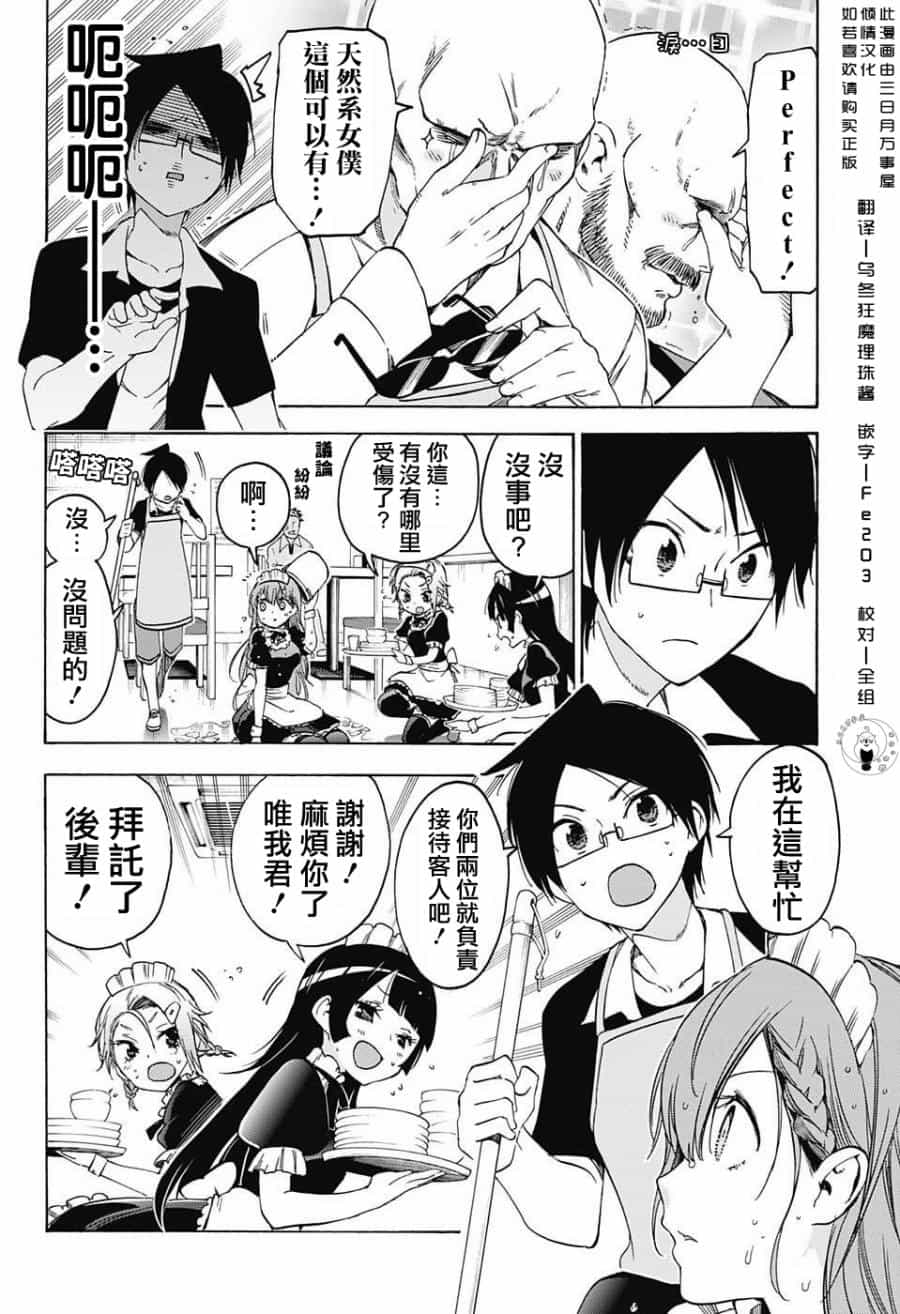 此漫画由三日月万事屋
倾情汉化
如若喜欢请购买正版
翻译—乌冬狂魔理珠酱
嵌字—Fe203
校对—全组
Perfect!
淚…目
天然系女僕
這個可以有…!
呃呃呃——…
沒事吧?
你這…
有沒有哪里
受傷了?
議論
紛紛
啊…
嗒嗒嗒
沒…
沒問題的!
我在這幫忙
你們兩位就負責
接待客人吧!
謝謝!
麻煩你了
唯我君!
拜託了
後輩!